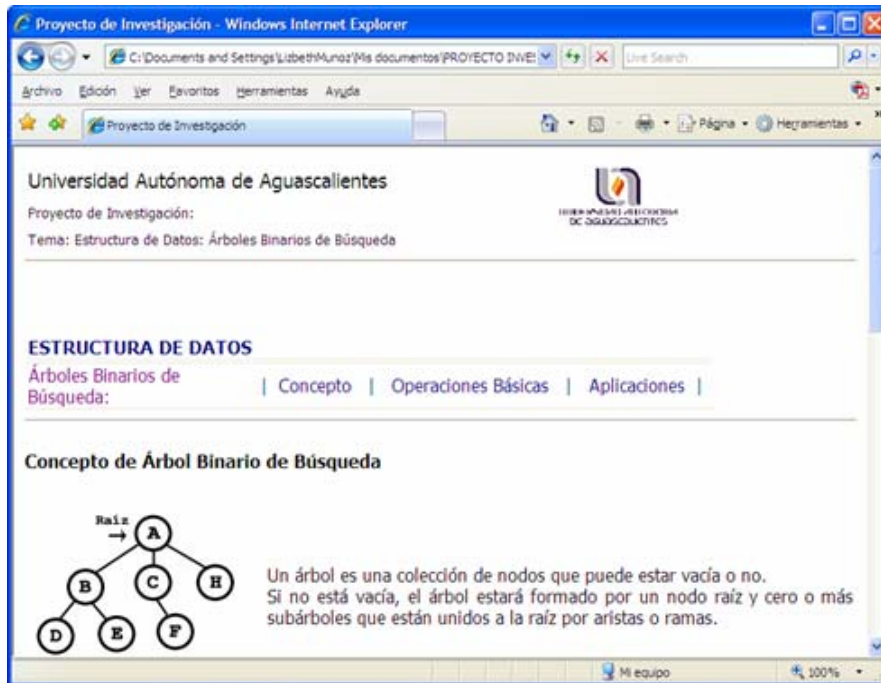 Proyecto de Investigación - Windows Internet Explorer
C:\Documents and Settings\LizbethMunoz\Mis documentos\PROYECTO INVE
Live Search
Archivo Edición Ver Favoritos Herramientas Ayuda
Proyecto de Investigación
Página Herramientas
Universidad Autónoma de Aguascalientes
Proyecto de Investigación:
Tema: Estructura de Datos: Árboles Binarios de Búsqueda
UNIVERSIDAD AUTONOMA
DE AGUASCALIENTES
ESTRUCTURA DE DATOS
Árboles Binarios de
Búsqueda:
| Concepto | Operaciones Básicas | Aplicaciones |
Concepto de Árbol Binario de Búsqueda
Raíz
→ A
B C H
D E F
Un árbol es una colección de nodos que puede estar vacía o no.
Si no está vacía, el árbol estará formado por un nodo raíz y cero o más
subárboles que están unidos a la raíz por aristas o ramas.
Mi equipo 100%